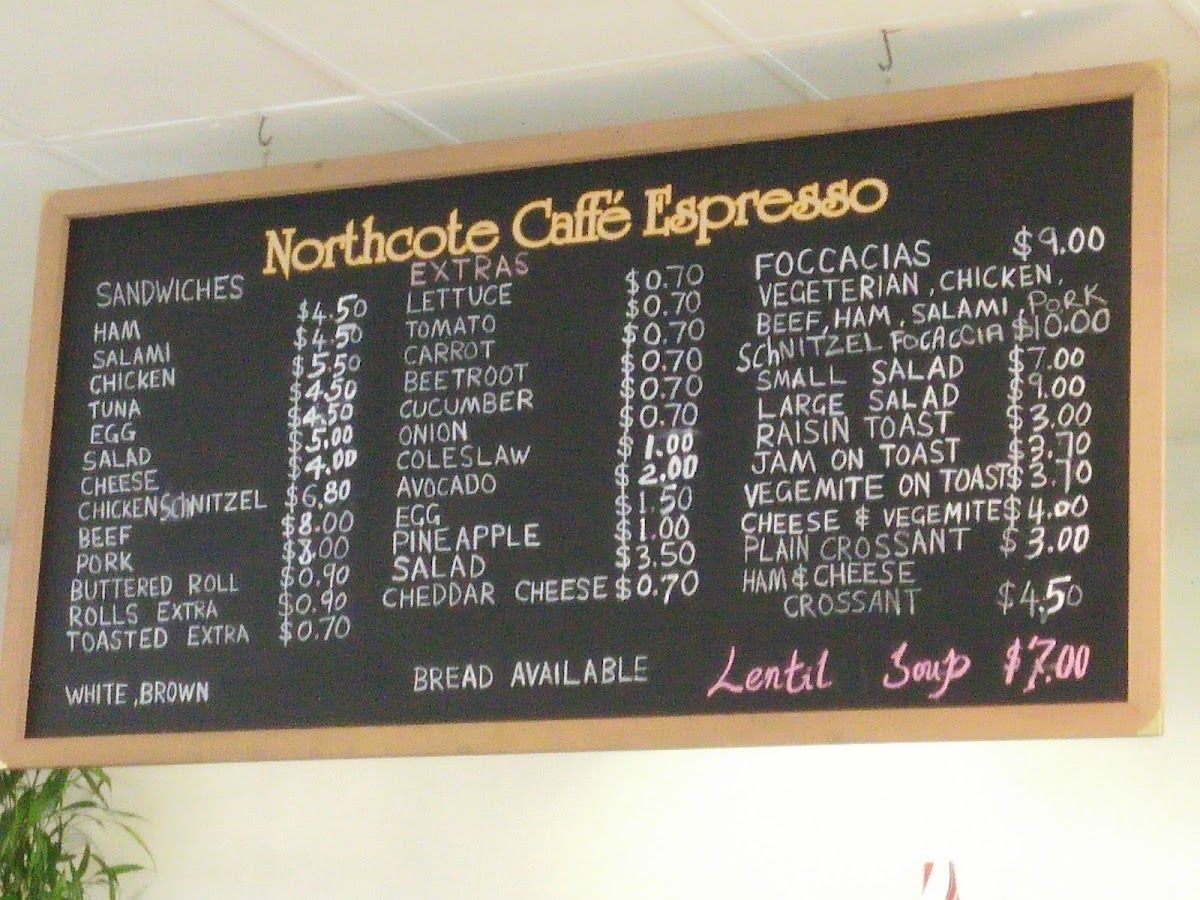 Northcote Caffé Espresso
SANDWICHES
HAM $4.50
SALAMI $4.50
CHICKEN $5.50
TUNA $4.50
EGG $4.50
SALAD $5.00
CHEESE $4.00
CHICKEN SCHNITZEL $6.80
BEEF $8.00
PORK $8.00
BUTTERED ROLL $0.90
ROLLS EXTRA $0.90
TOASTED EXTRA $0.70
EXTRAS
LETTUCE $0.70
TOMATO $0.70
CARROT $0.70
BEETROOT $0.70
CUCUMBER $0.70
ONION $0.70
COLESLAW $1.00
AVOCADO $2.00
EGG $1.50
PINEAPPLE $1.00
SALAD $3.50
CHEDDAR CHEESE $0.70
FOCCACIAS $9.00
VEGETERIAN, CHICKEN,
BEEF, HAM, SALAMI, PORK
SCHNITZEL FOCACCIA $10.00
SMALL SALAD $7.00
LARGE SALAD $9.00
RAISIN TOAST $3.00
JAM ON TOAST $3.70
VEGEMITE ON TOAST $3.70
CHEESE & VEGEMITE $4.00
PLAIN CROSSANT $3.00
HAM & CHEESE
CROSSANT $4.50
WHITE, BROWN BREAD AVAILABLE
Lentil Soup $7.00